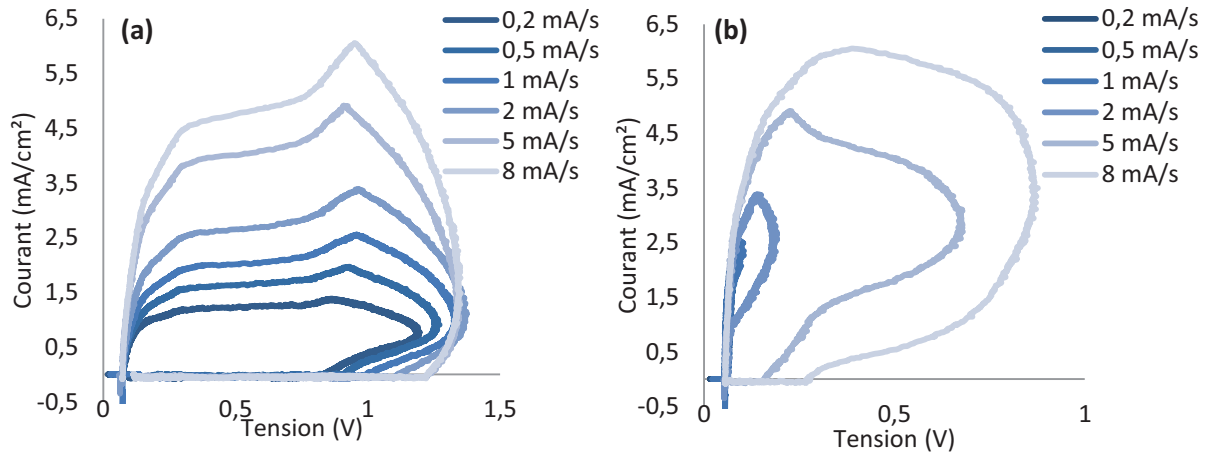 (a)
6,5
5,5
4,5
3,5
2,5
1,5
0,5
-0,5
Courant (mA/cm²)
0
0,5
1
1,5
Tension (V)
0,2 mA/s
0,5 mA/s
1 mA/s
2 mA/s
5 mA/s
8 mA/s
(b)
6,5
5,5
4,5
3,5
2,5
1,5
0,5
-0,5
Courant (mA/cm²)
0
0,5
1
Tension (V)
0,2 mA/s
0,5 mA/s
1 mA/s
2 mA/s
5 mA/s
8 mA/s